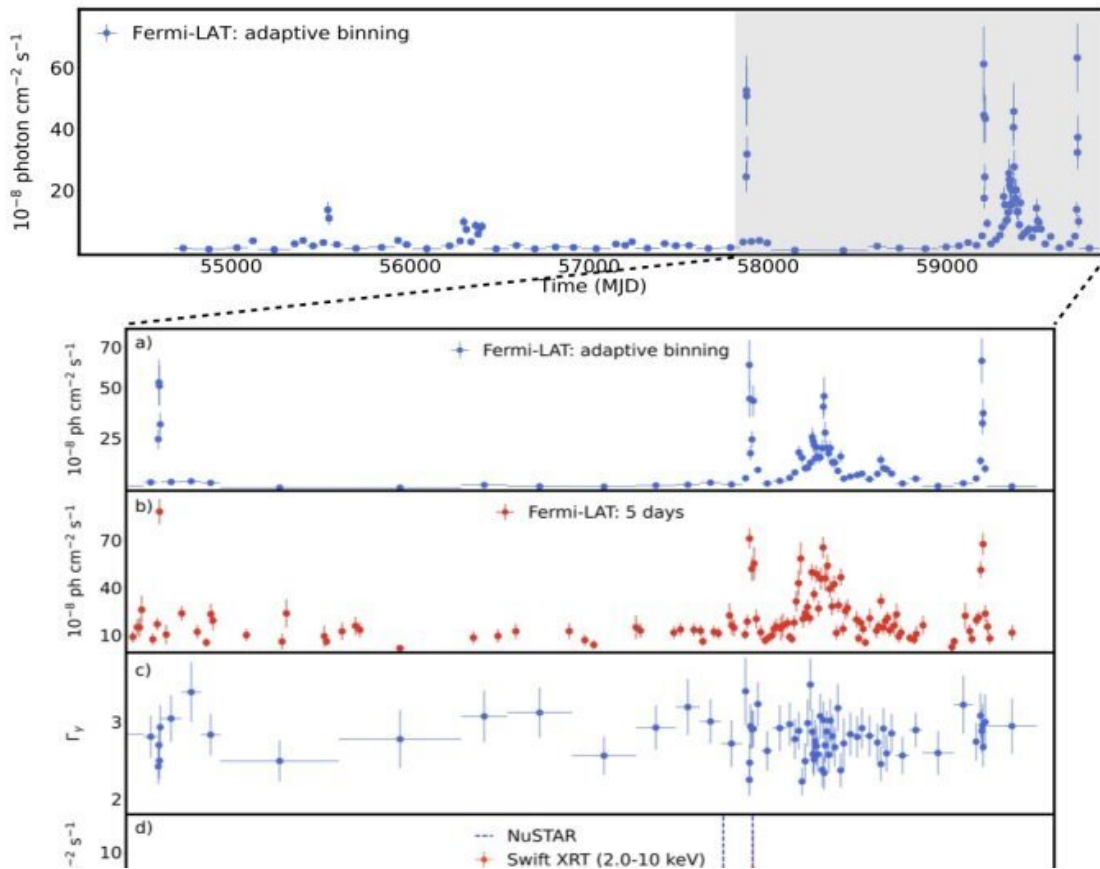 Fermi-LAT: adaptive binning
10⁻⁸ photon cm⁻² s⁻¹
60
40
20
55000 56000 57000 58000 59000
Time (MJD)
a)
Fermi-LAT: adaptive binning
10⁻⁸ ph cm⁻² s⁻¹
70
50
25
b)
Fermi-LAT: 5 days
10⁻⁸ ph cm⁻² s⁻¹
70
40
10
c)
Γγ
3
2
d)
NuSTAR
Swift XRT (2.0-10 keV)
⁻² s⁻¹
10